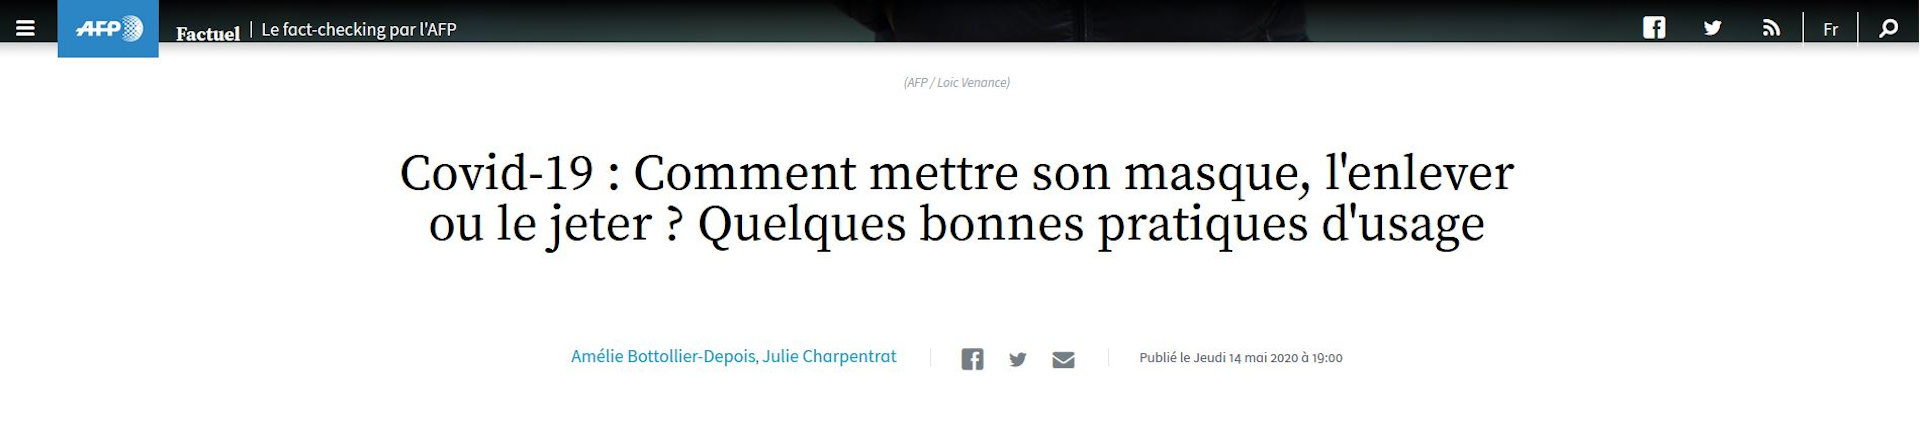 AFP Factuel | Le fact-checking par l'AFP Fr
(AFP / Loic Venance)
Covid-19 : Comment mettre son masque, l'enlever
ou le jeter ? Quelques bonnes pratiques d'usage
Amélie Bottollier-Depois, Julie Charpentrat Publié le Jeudi 14 mai 2020 à 19:00